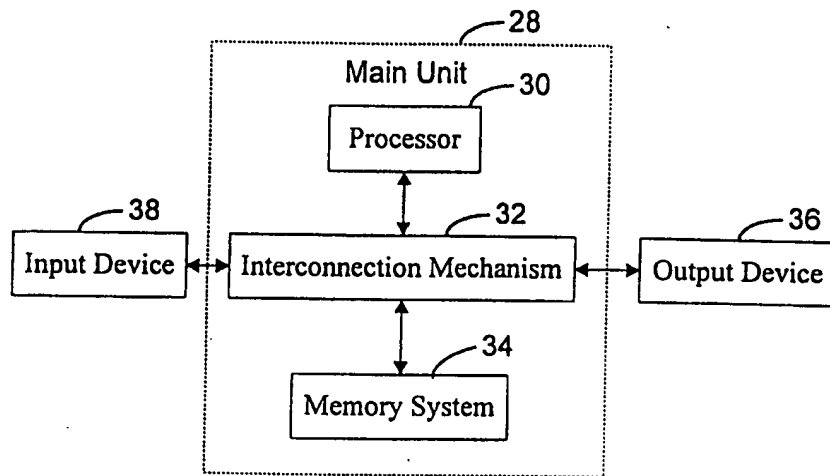 28
Main Unit
30
Processor
38
32
36
Input Device
Interconnection Mechanism
Output Device
34
Memory System